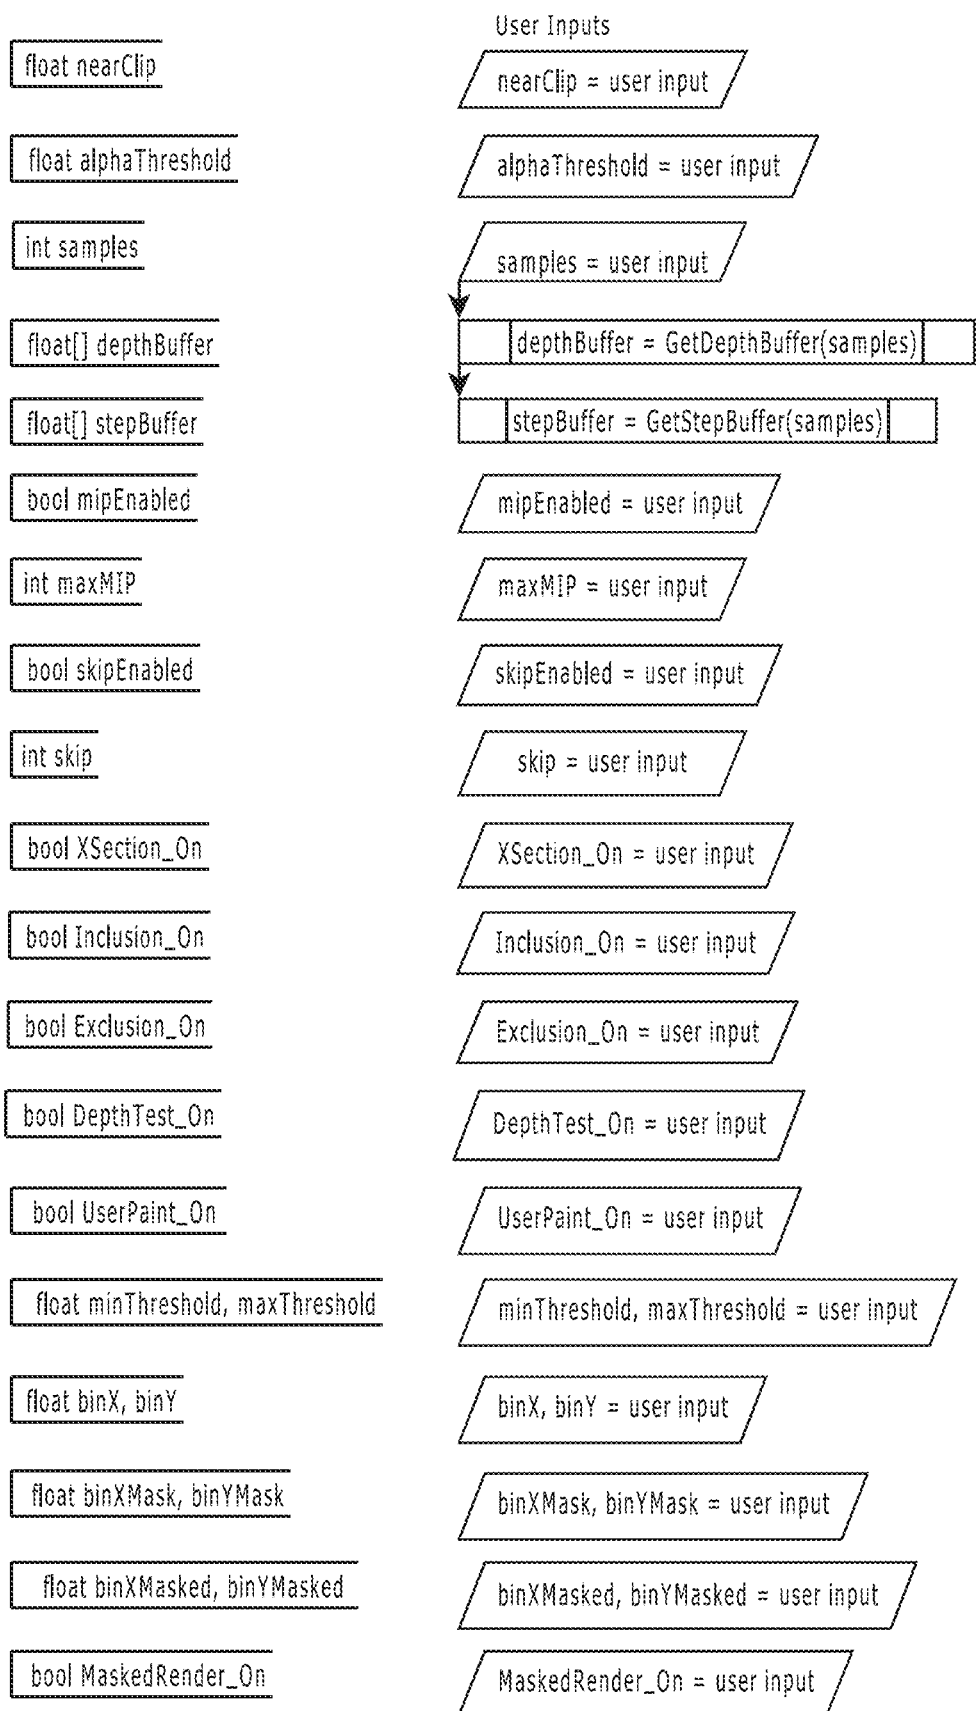 User Inputs
float nearClip
nearClip = user input
float alphaThreshold
alphaThreshold = user input
int samples
samples = user input
float[] depthBuffer
depthBuffer = GetDepthBuffer(samples)
float[] stepBuffer
stepBuffer = GetStepBuffer(samples)
bool mipEnabled
mipEnabled = user input
int maxMIP
maxMIP = user input
bool skipEnabled
skipEnabled = user input
int skip
skip = user input
bool XSection_On
XSection_On = user input
bool Inclusion_On
Inclusion_On = user input
bool Exclusion_On
Exclusion_On = user input
bool DepthTest_On
DepthTest_On = user input
bool UserPaint_On
UserPaint_On = user input
float minThreshold, maxThreshold
minThreshold, maxThreshold = user input
float binX, binY
binX, binY = user input
float binXMask, binYMask
binXMask, binYMask = user input
float binXMasked, binYMasked
binXMasked, binYMasked = user input
bool MaskedRender_On
MaskedRender_On = user input